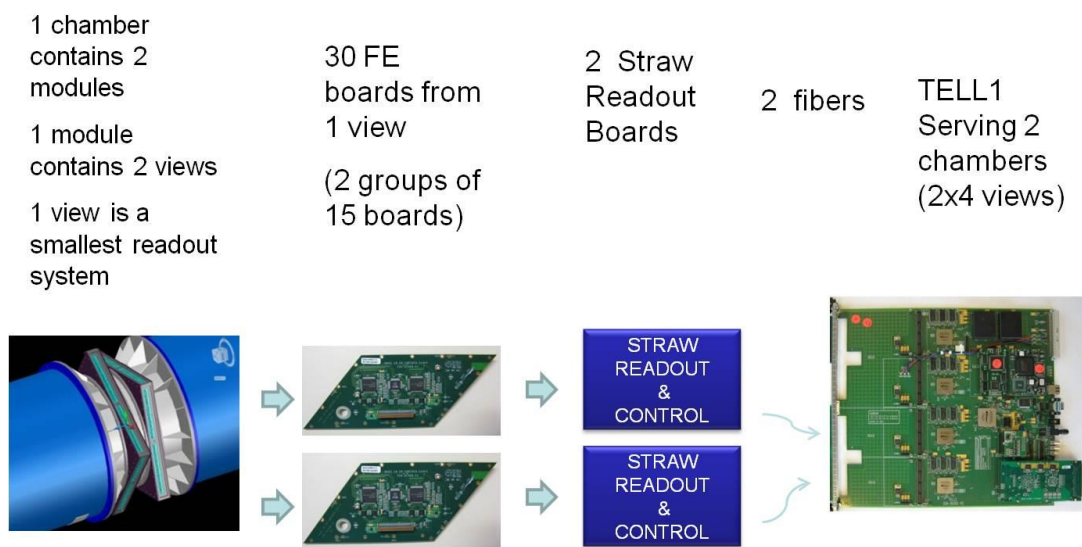 1 chamber
contains 2
modules
1 module
contains 2 views
1 view is a
smallest readout
system
30 FE
boards from
1 view
(2 groups of
15 boards)
2 Straw
Readout
Boards
2 fibers
TELL1
Serving 2
chambers
(2x4 views)
STRAW
READOUT
&
CONTROL
STRAW
READOUT
&
CONTROL